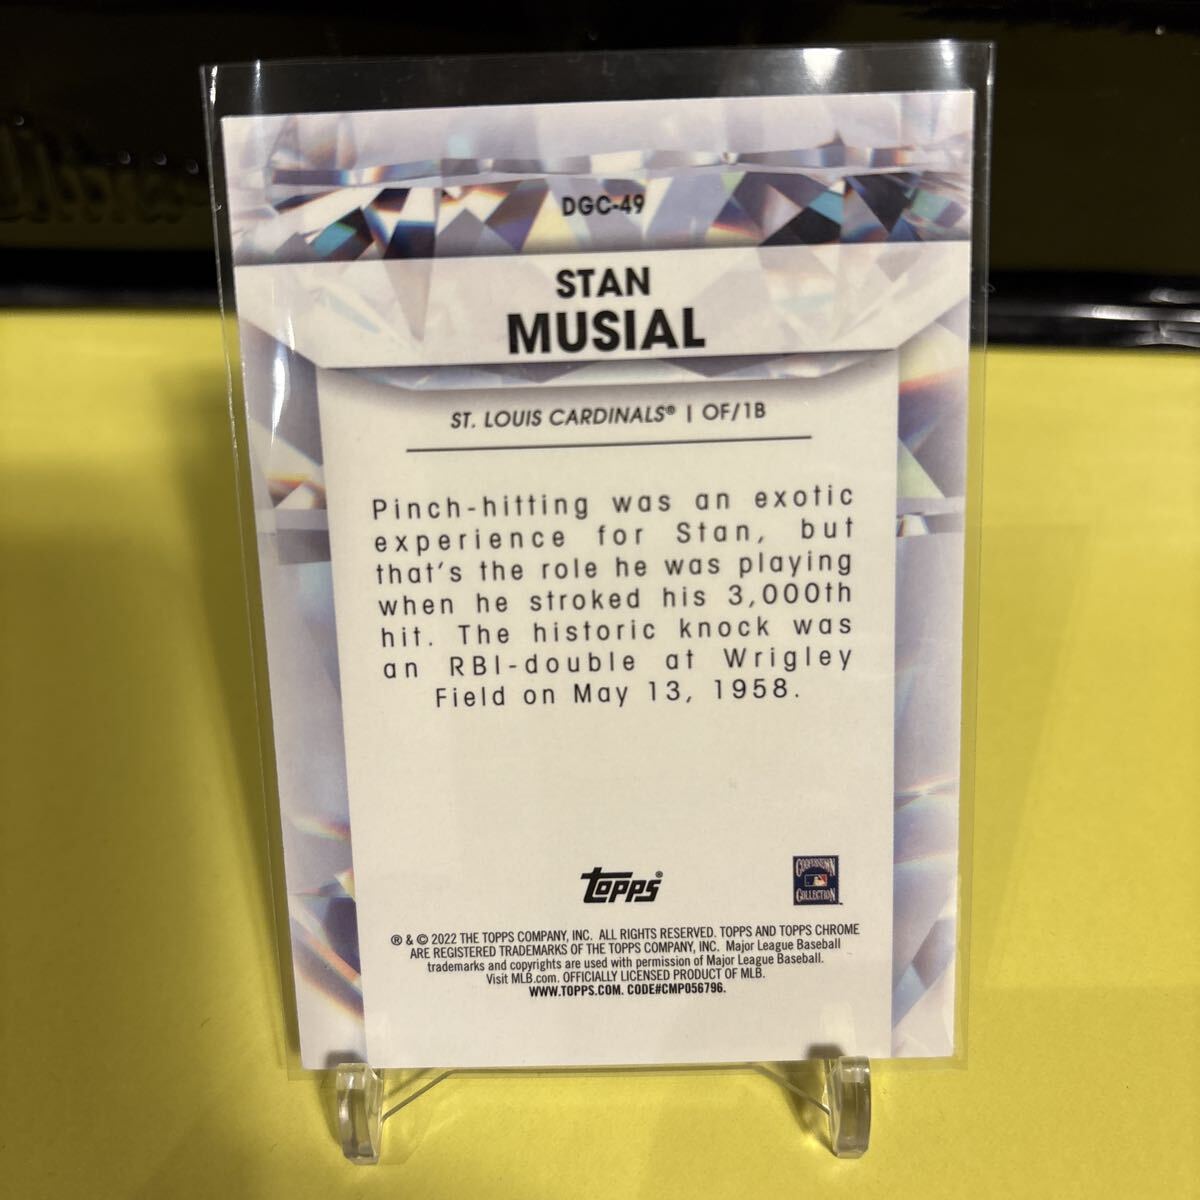 DGC-49
STAN
MUSIAL
ST. LOUIS CARDINALS® | OF/1B
Pinch-hitting was an exotic
experience for Stan, but
that's the role he was playing
when he stroked his 3,000th
hit. The historic knock was
an RBI-double at Wrigley
Field on May 13, 1958.
topps®
COOPERSTOWN
COLLECTION
® & © 2022 THE TOPPS COMPANY, INC. ALL RIGHTS RESERVED. TOPPS AND TOPPS CHROME
ARE REGISTERED TRADEMARKS OF THE TOPPS COMPANY, INC. Major League Baseball
trademarks and copyrights are used with permission of Major League Baseball.
Visit MLB.com. OFFICIALLY LICENSED PRODUCT OF MLB.
WWW.TOPPS.COM. CODE#CMP056796.